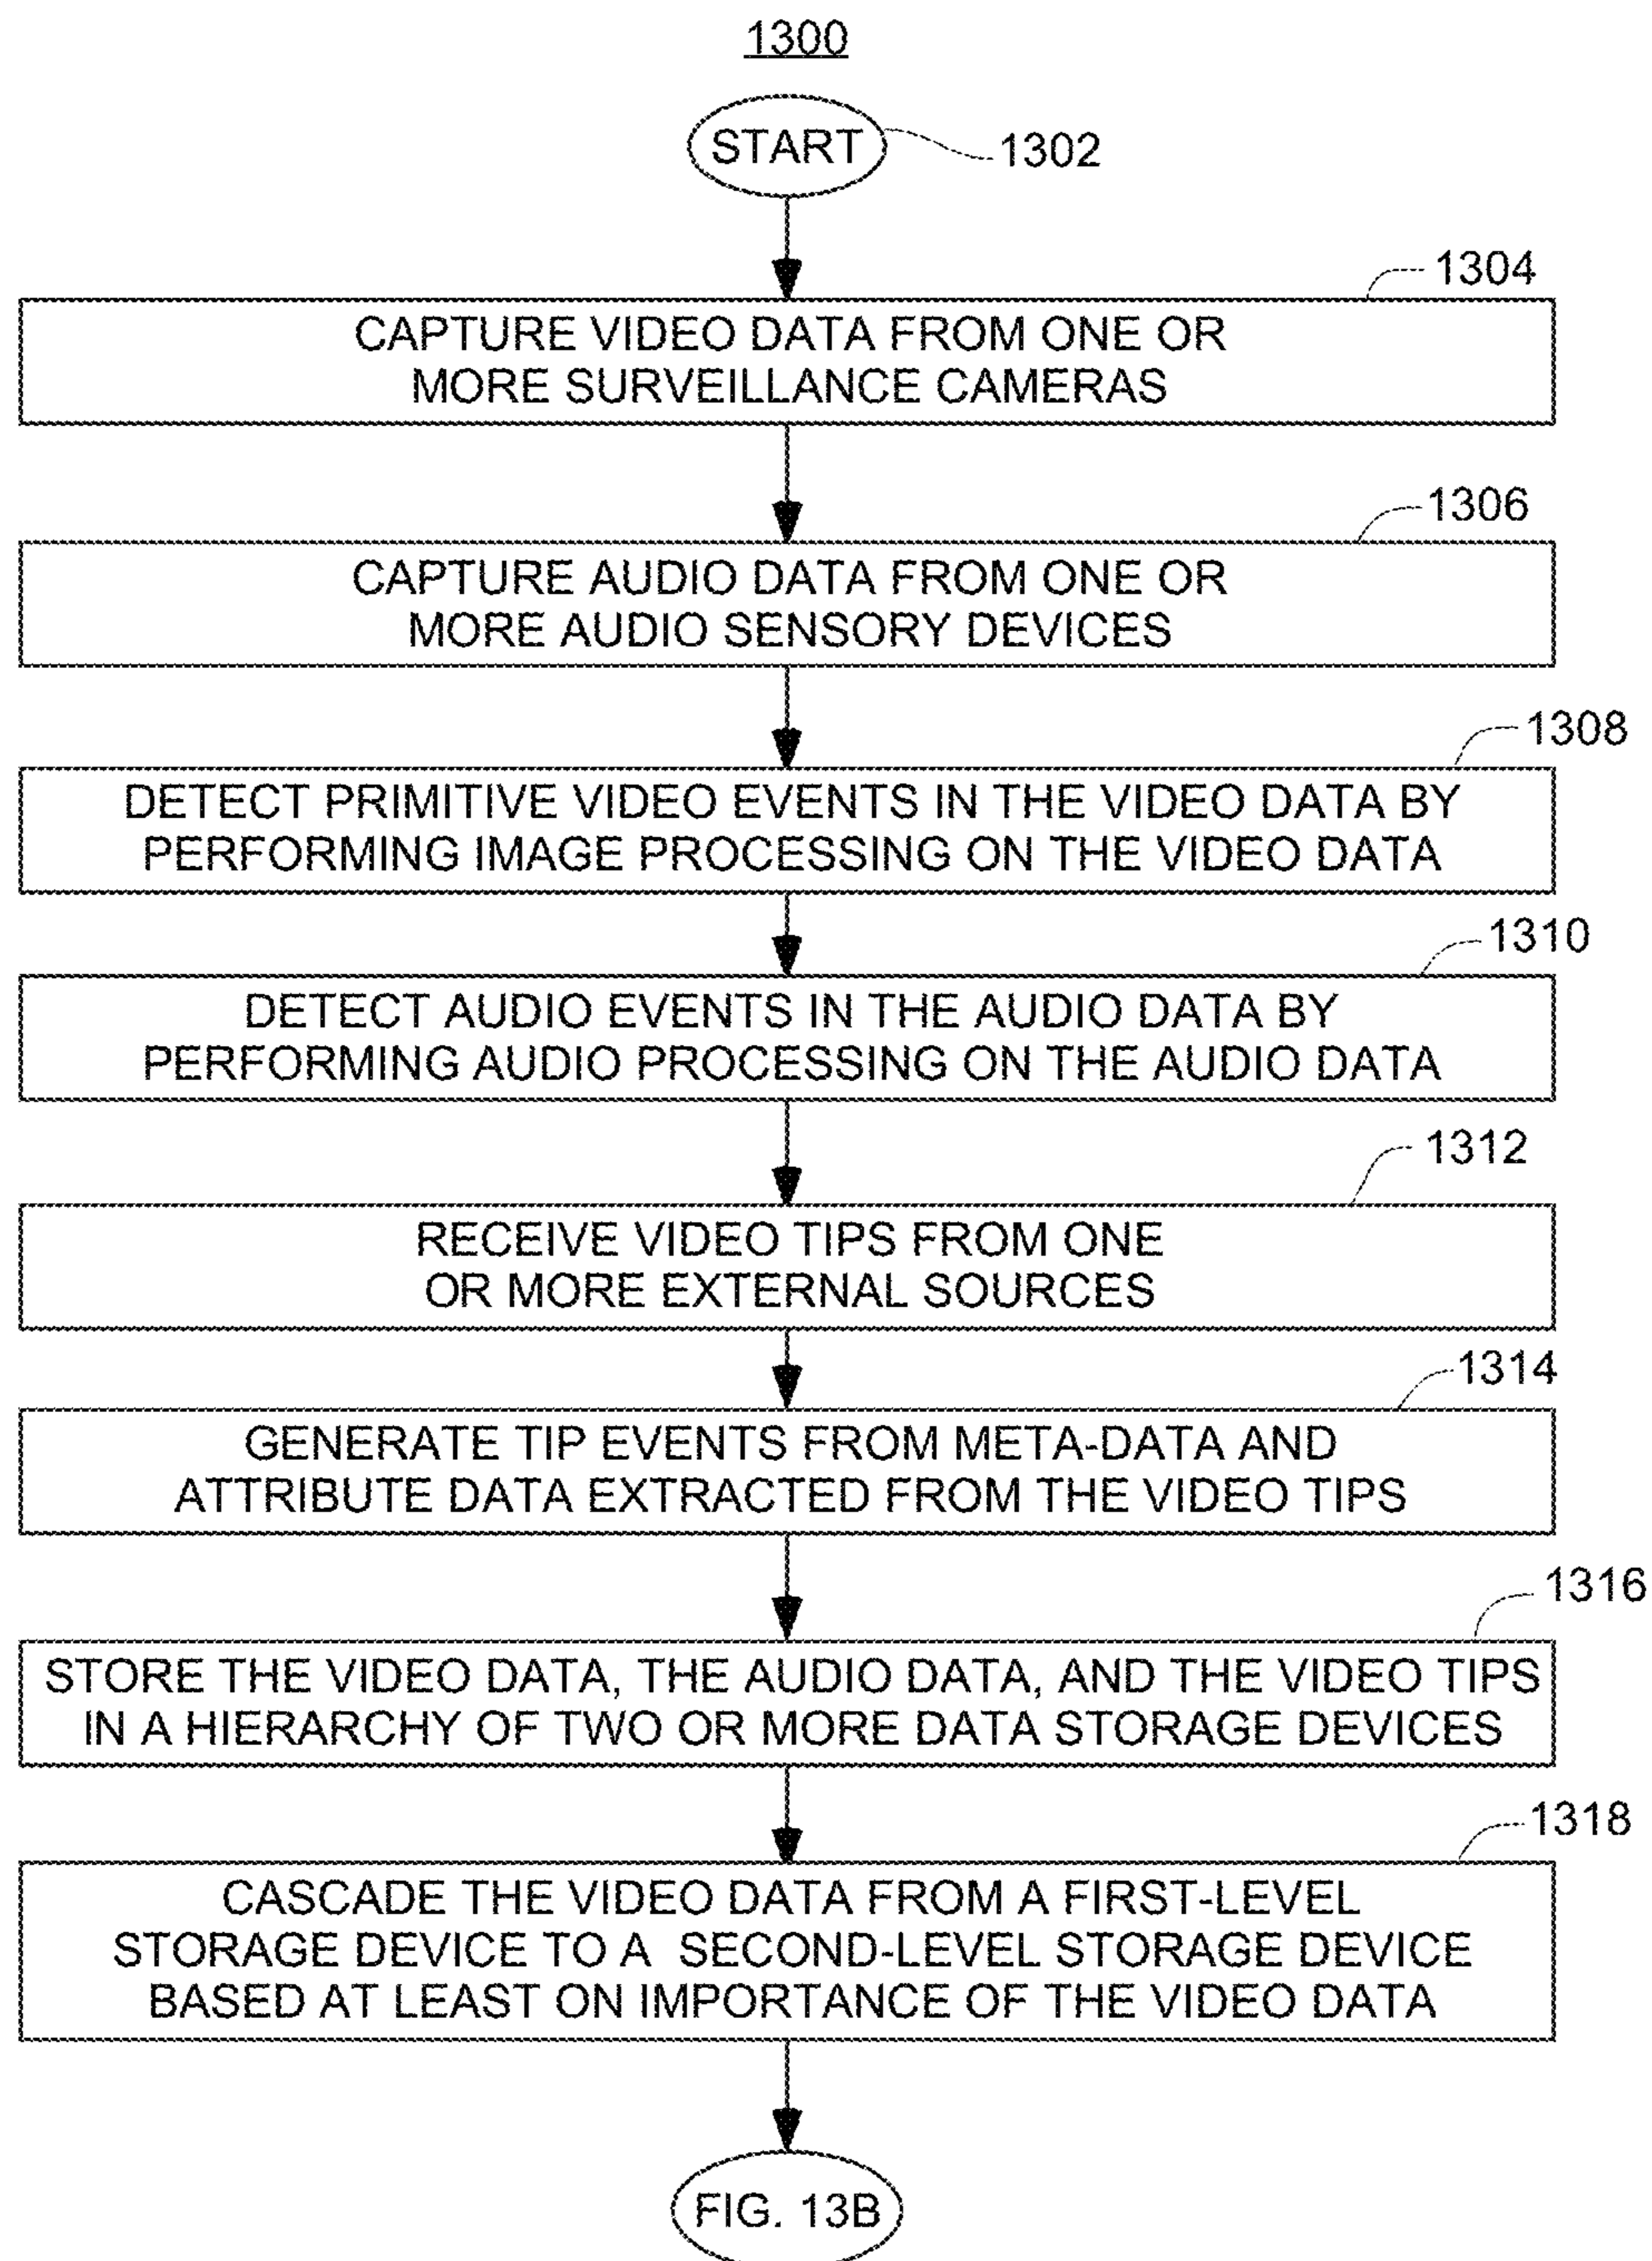 1300
START
1302
1304
CAPTURE VIDEO DATA FROM ONE OR
MORE SURVEILLANCE CAMERAS
1306
CAPTURE AUDIO DATA FROM ONE OR
MORE AUDIO SENSORY DEVICES
1308
DETECT PRIMITIVE VIDEO EVENTS IN THE VIDEO DATA BY
PERFORMING IMAGE PROCESSING ON THE VIDEO DATA
1310
DETECT AUDIO EVENTS IN THE AUDIO DATA BY
PERFORMING AUDIO PROCESSING ON THE AUDIO DATA
1312
RECEIVE VIDEO TIPS FROM ONE
OR MORE EXTERNAL SOURCES
1314
GENERATE TIP EVENTS FROM META-DATA AND
ATTRIBUTE DATA EXTRACTED FROM THE VIDEO TIPS
1316
STORE THE VIDEO DATA, THE AUDIO DATA, AND THE VIDEO TIPS
IN A HIERARCHY OF TWO OR MORE DATA STORAGE DEVICES
1318
CASCADE THE VIDEO DATA FROM A FIRST-LEVEL
STORAGE DEVICE TO A SECOND-LEVEL STORAGE DEVICE
BASED AT LEAST ON IMPORTANCE OF THE VIDEO DATA
FIG. 13B